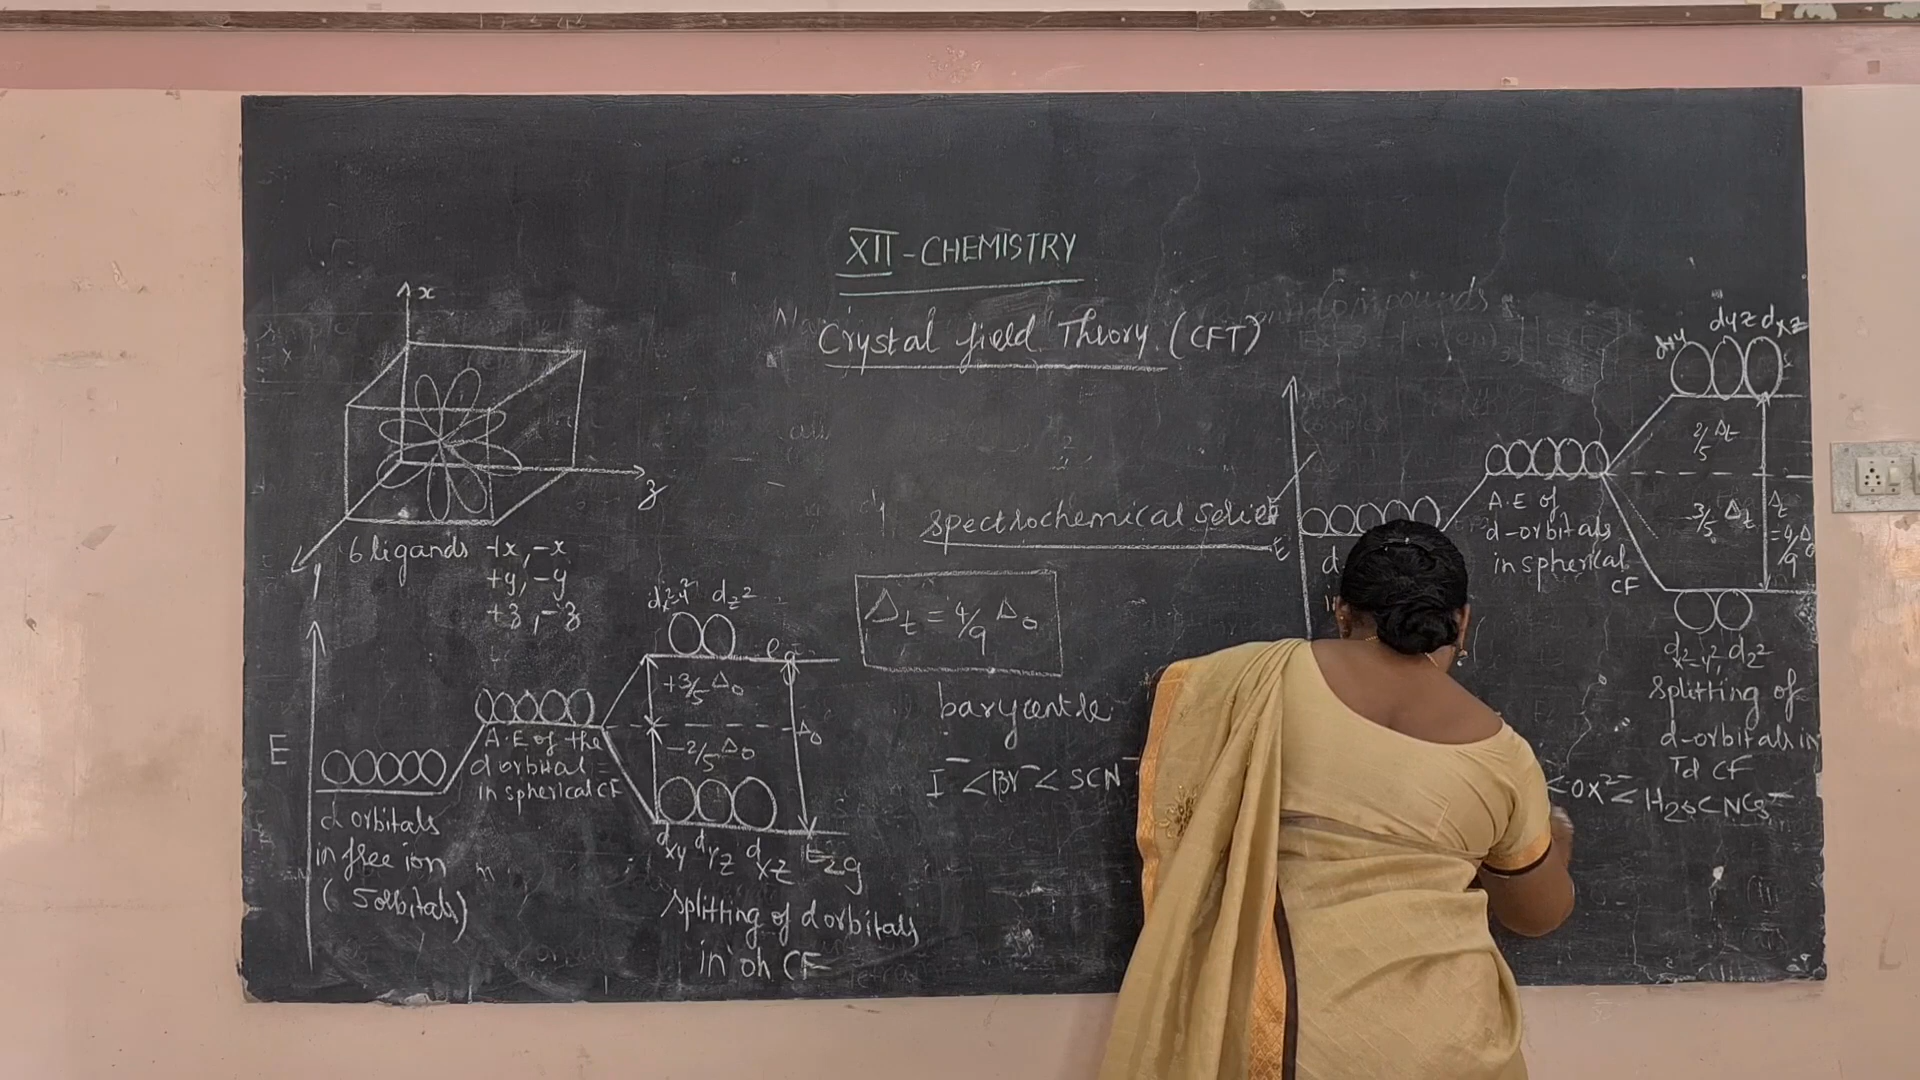 XII - CHEMISTRY
Crystal field Theory. (CFT)
x
z
y
6 ligands +x, -x
+y, -y
+z, -z
E
d orbitals
in free ion
( 5 orbitals)
A.E of the
d orbital
in spherical CF
dx²-y² dz²
eg
+3/5 Δo
-2/5 Δo
Δo
dxy dyz dxz t2g
splitting of d orbitals
in oh CF
spectrochemical series
Δt = 4/9 Δo
barycentre
I⁻ < Br⁻ < SCN⁻
< ox²⁻ < H2O
NCS⁻
E
d
A.E of
d-orbitals
in spherical
CF
dxy dyz dxz
2/5 Δt
3/5 Δt
Δt
= 4/9 Δo
dx²-y², dz²
splitting of
d-orbitals in
Td CF